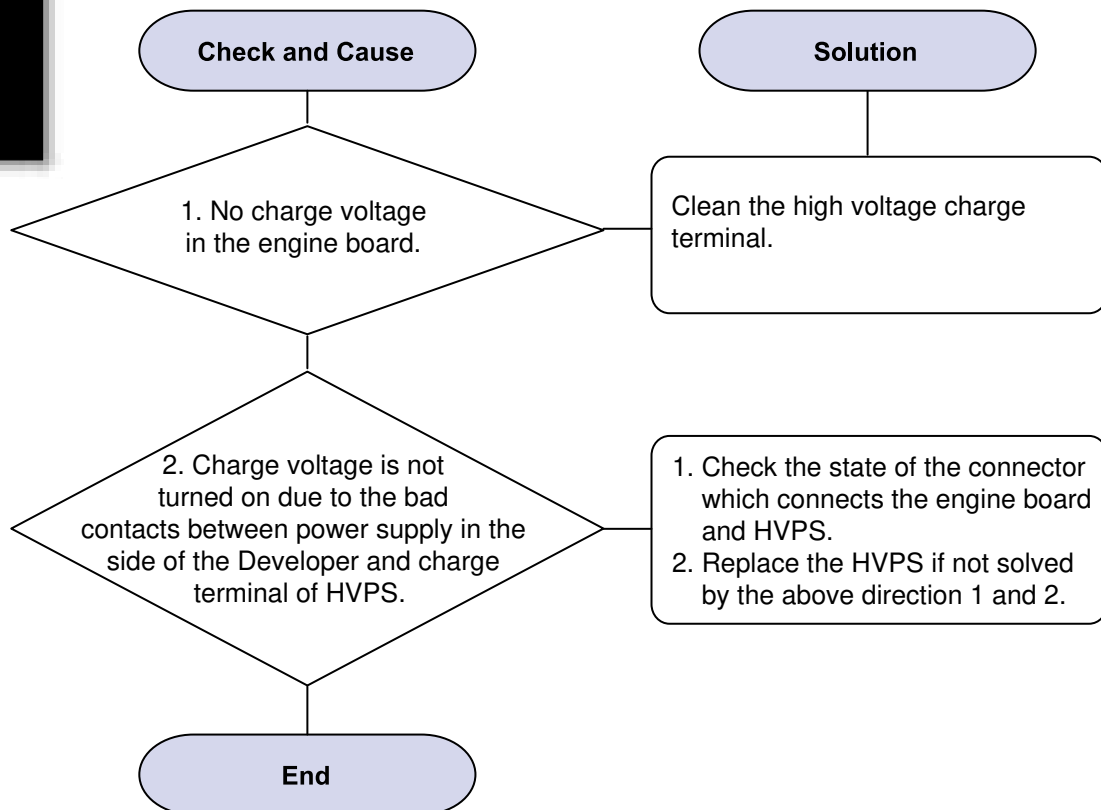 Check and Cause
Solution
1. No charge voltage
in the engine board.
Clean the high voltage charge
terminal.
2. Charge voltage is not
turned on due to the bad
contacts between power supply in the
side of the Developer and charge
terminal of HVPS.
1. Check the state of the connector
which connects the engine board
and HVPS.
2. Replace the HVPS if not solved
by the above direction 1 and 2.
End